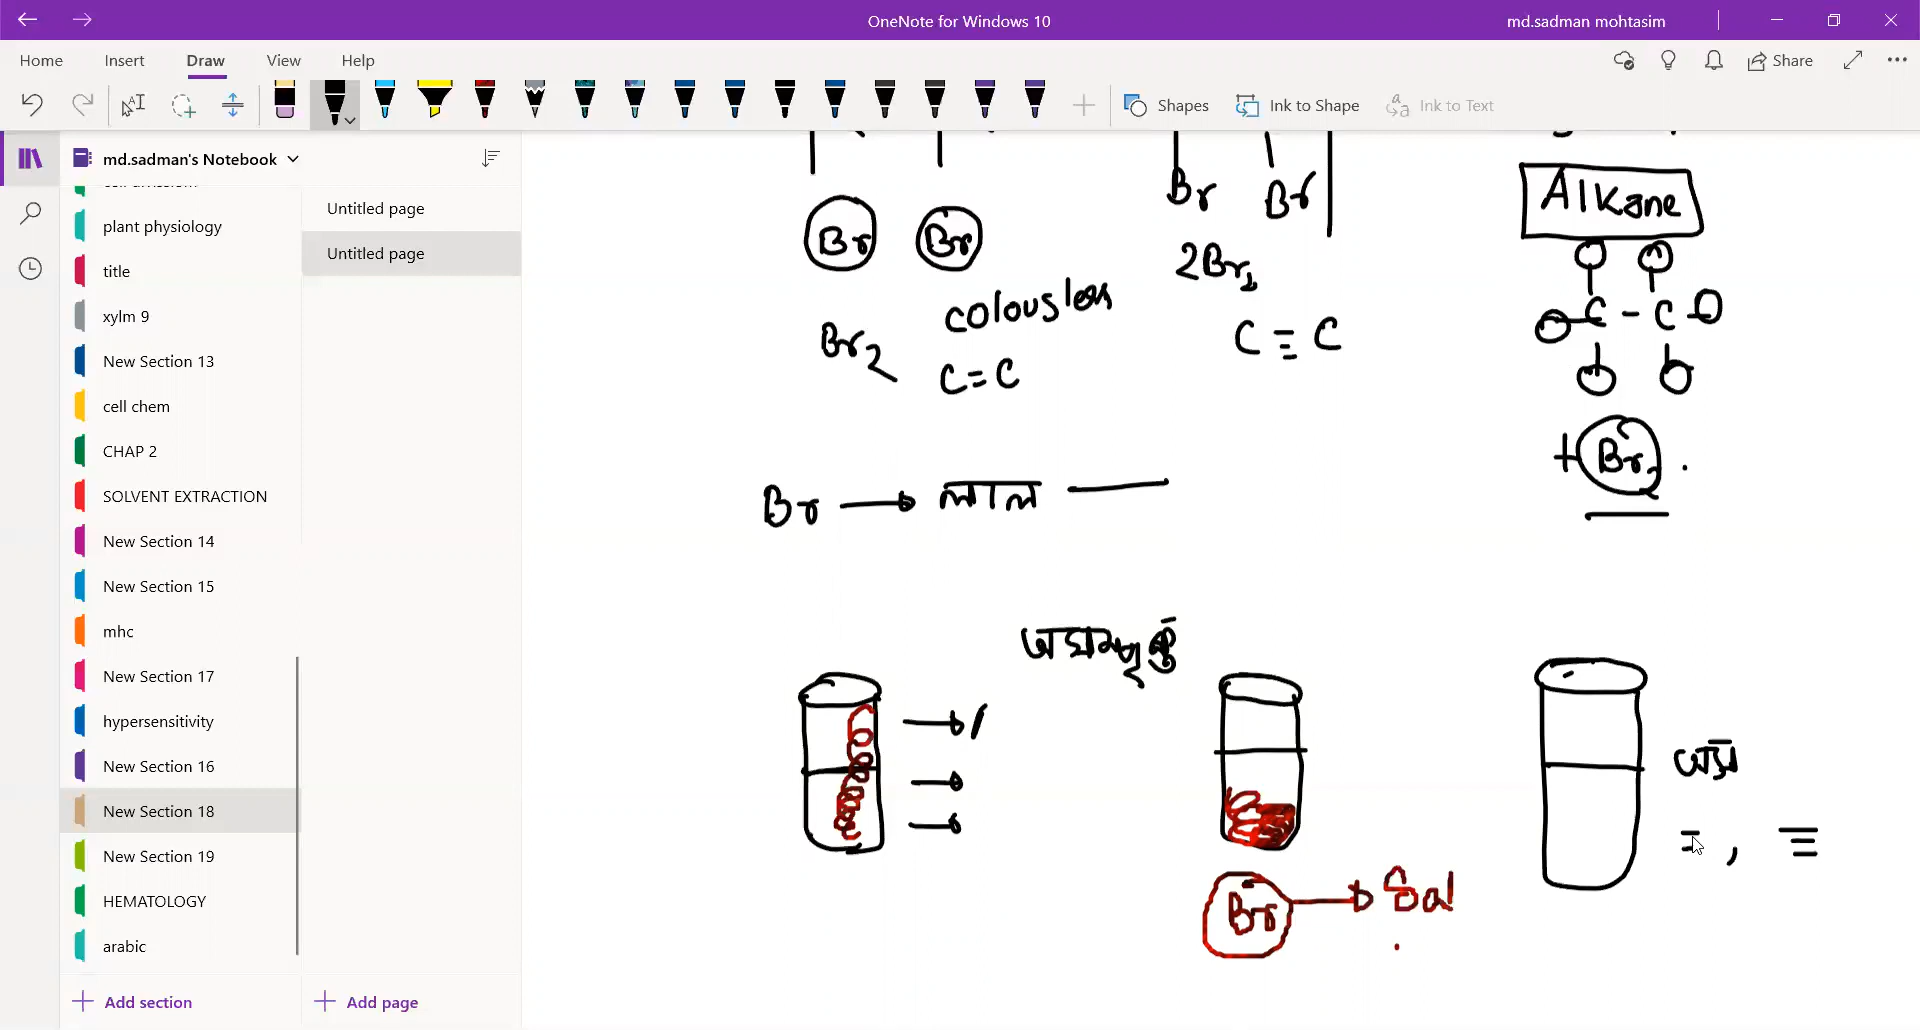 OneNote for Windows 10
md.sadman mohtasim
Home Insert Draw View Help
Share
Shapes Ink to Shape Ink to Text
md.sadman's Notebook
plant physiology
title
xylm 9
New Section 13
cell chem
CHAP 2
SOLVENT EXTRACTION
New Section 14
New Section 15
mhc
New Section 17
hypersensitivity
New Section 16
New Section 18
New Section 19
HEMATOLOGY
arabic
Add section
Untitled page
Untitled page
Add page
Br Br
Br2
colousless
C=C
Br Br
2Br2
C≡C
Alkane
C-C
+Br2
Br → লাল
Br → Sal
=, ≡